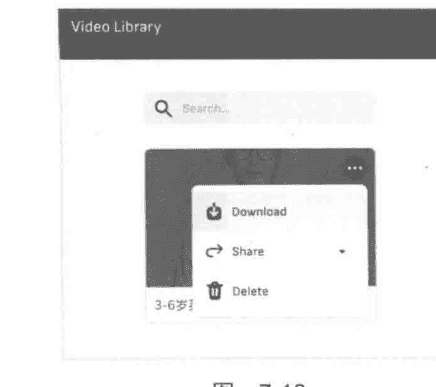 Video Library
Search...
Download
Share
Delete
3-6岁